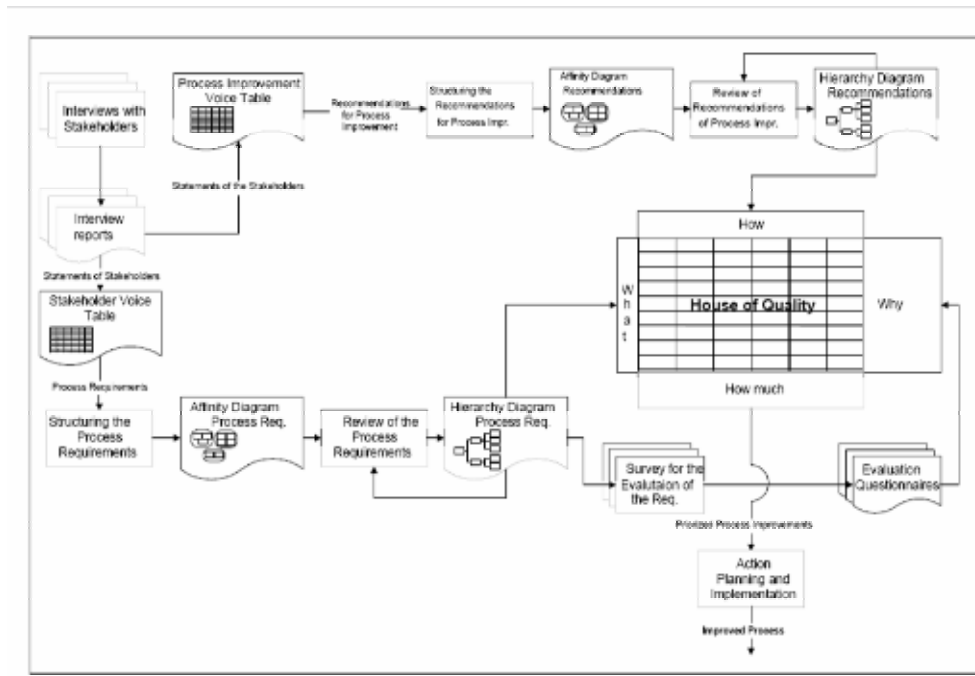 Interviews with
Stakeholders
Process Improvement
Voice Table
Recommendations
for Process
Improvement
Structuring the
Recommendations
for Process Impr.
Affinity Diagram
Recommendations
Review of
Recommendations
of Process Impr.
Hierarchy Diagram
Recommendations
Statements of the Stakeholders
Interview
reports
Statements of Stakeholders
Stakeholder Voice
Table
Process Requirements
Structuring the
Process
Requirements
Affinity Diagram
Process Req.
Review of the
Process
Requirements
Hierarchy Diagram
Process Req.
How
What
House of Quality
Why
How much
Survey for the
Evalutaion of
the Req.
Evaluation
Questionnaires
Priorized Process Improvements
Action
Planning and
Implementation
Improved Process